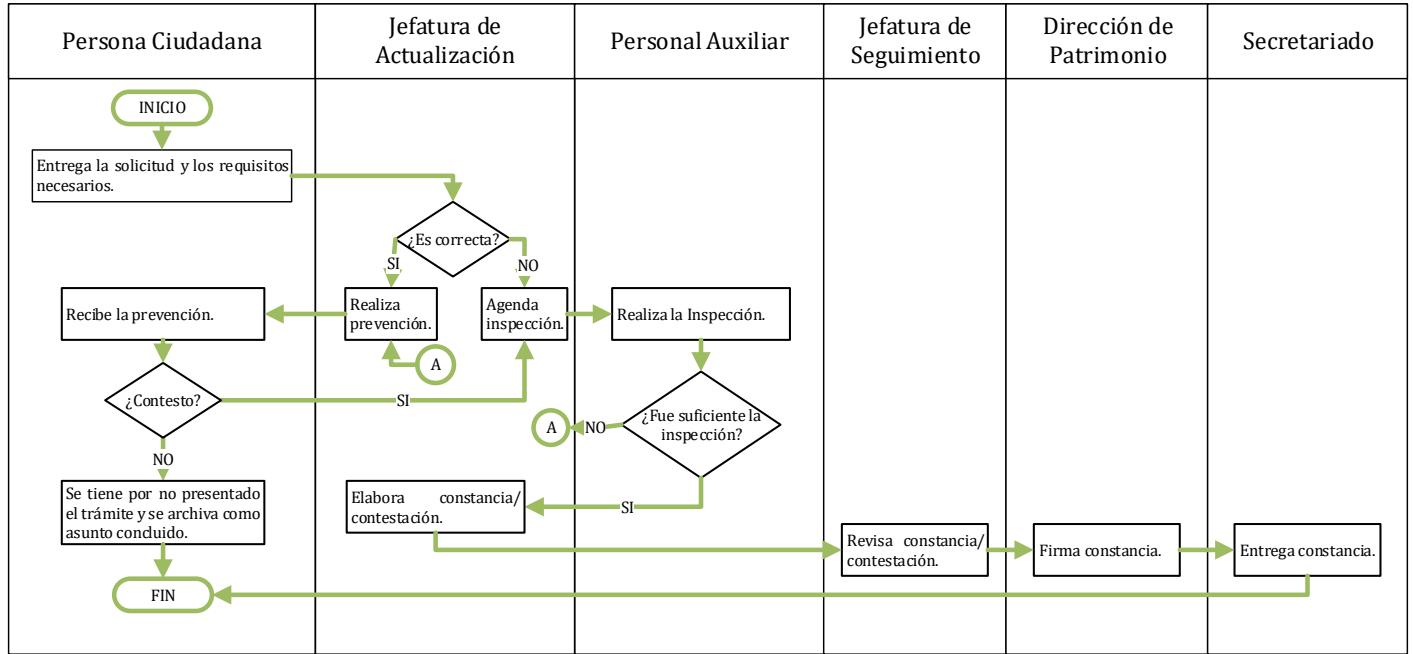 Persona Ciudadana
Jefatura de
Actualización
Personal Auxiliar
Jefatura de
Seguimiento
Dirección de
Patrimonio
Secretariado
INICIO
Entrega la solicitud y los requisitos
necesarios.
¿Es correcta?
SI
NO
Recibe la prevención.
Realiza
prevención.
Agenda
inspección.
Realiza la Inspección.
A
¿Contesto?
SI
A
NO
¿Fue suficiente la
inspección?
NO
Se tiene por no presentado
el trámite y se archiva como
asunto concluido.
Elabora constancia/
contestación.
SI
Revisa constancia/
contestación.
Firma constancia.
Entrega constancia.
FIN